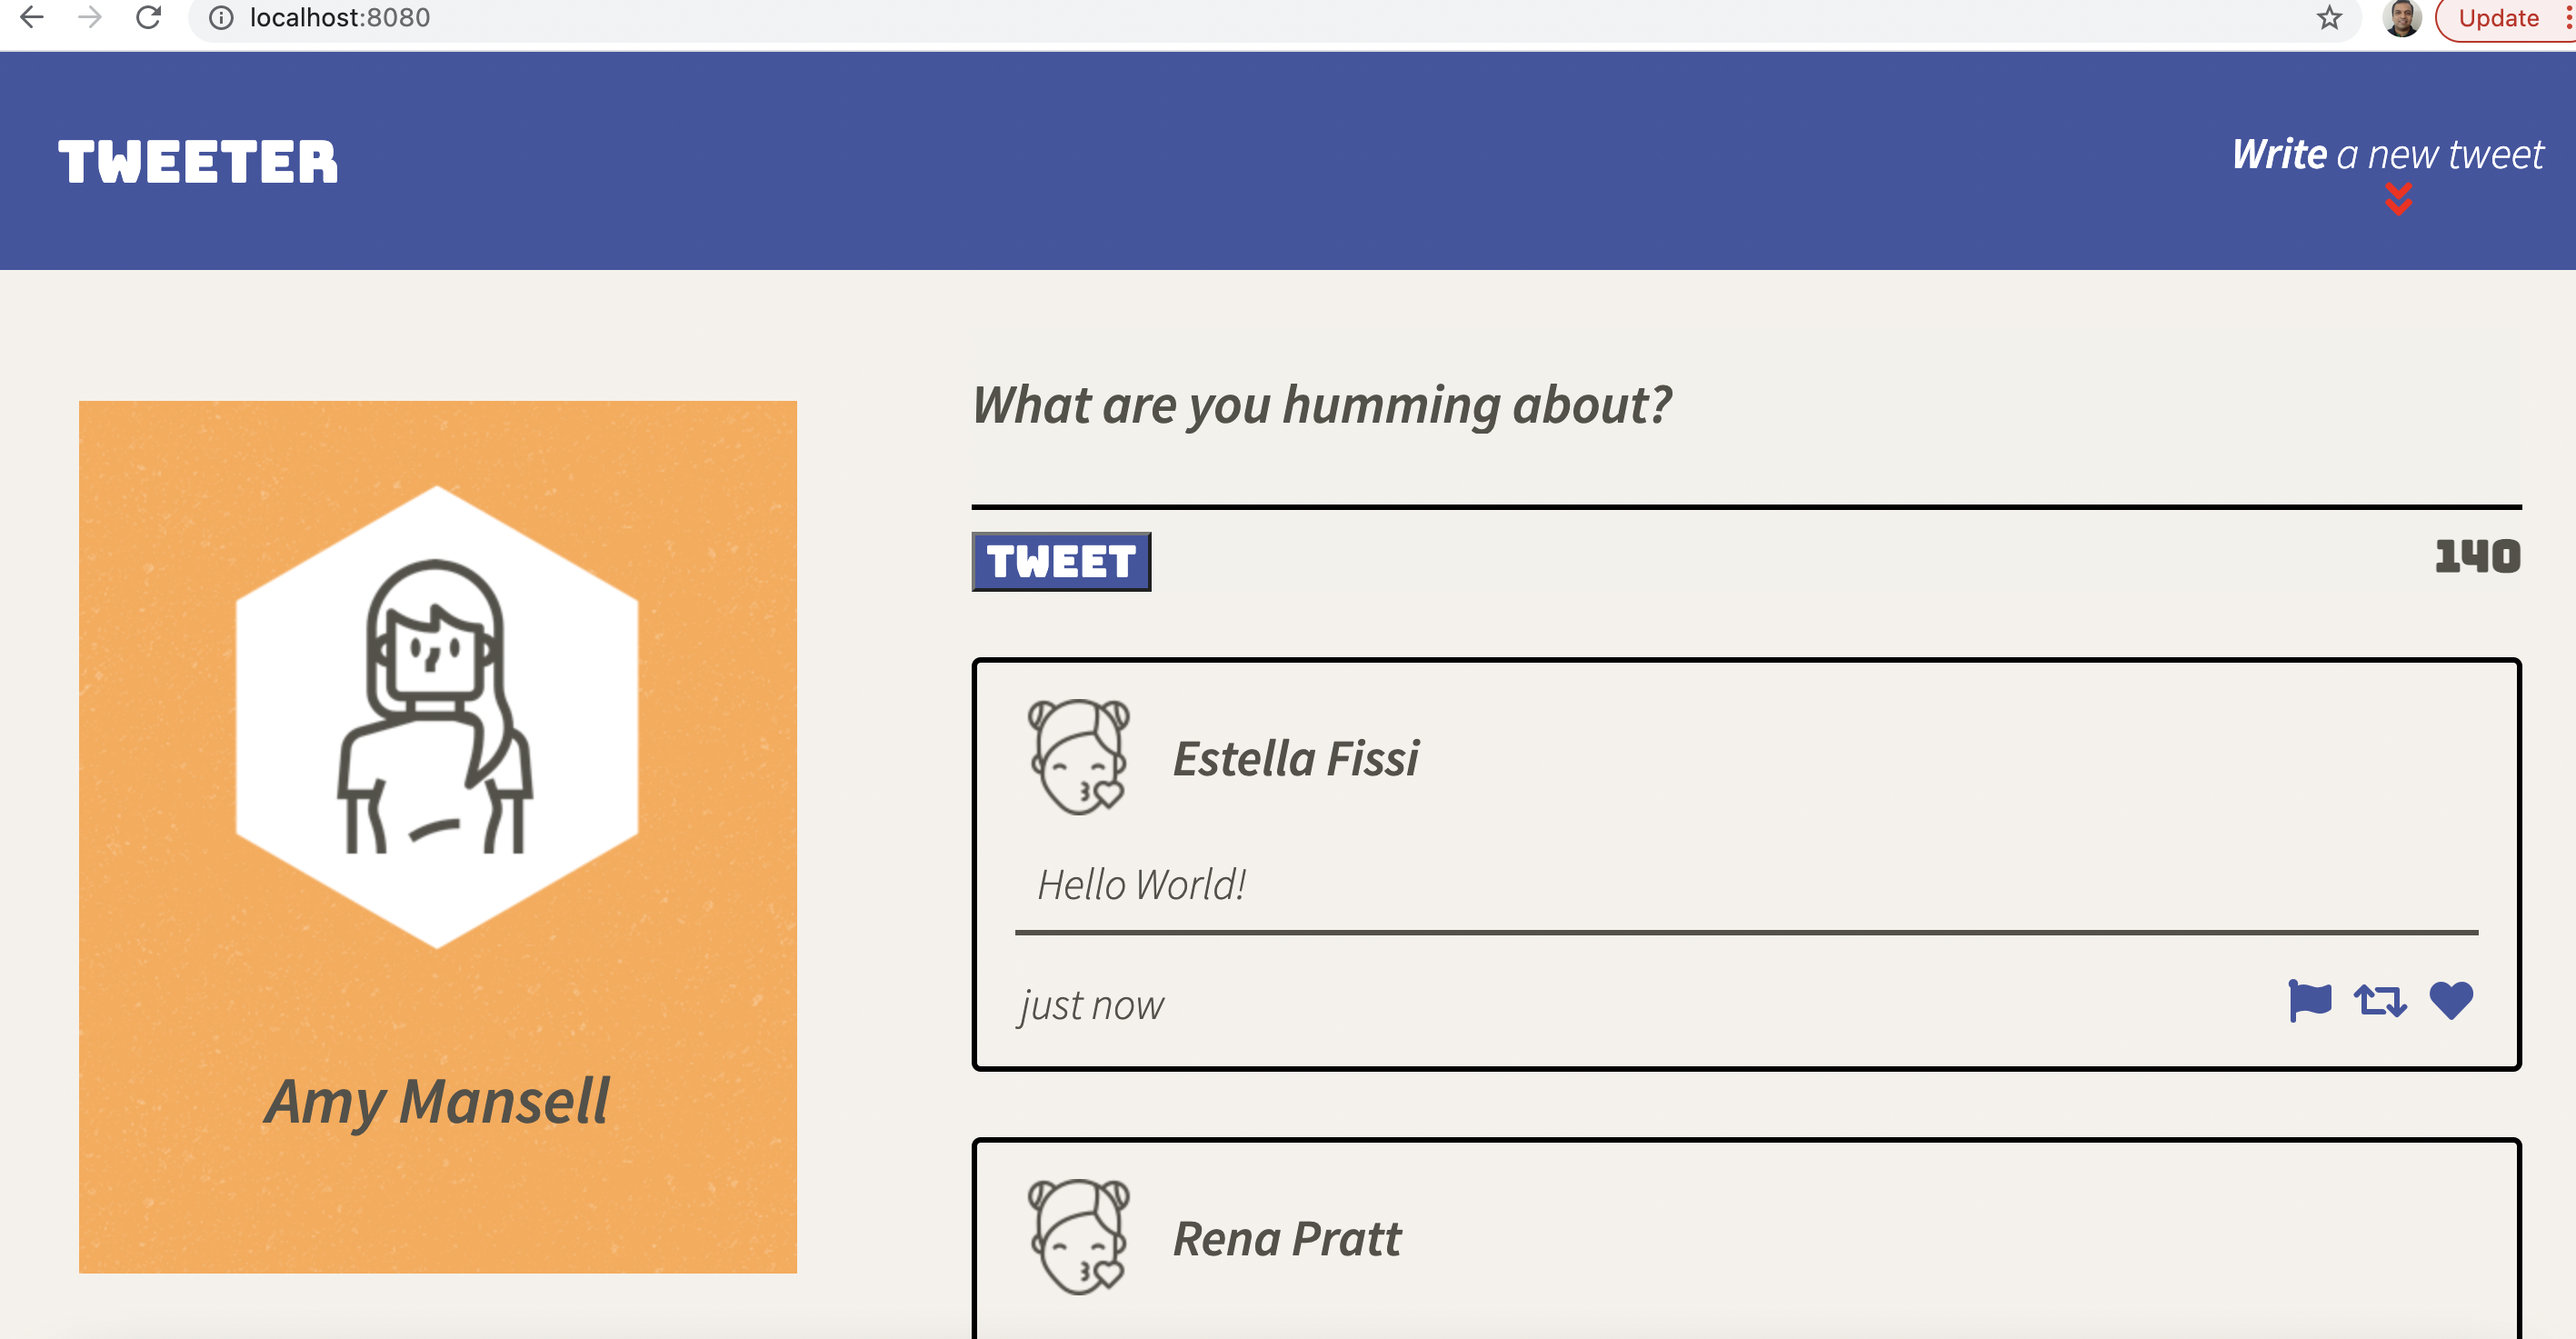 localhost:8080
Update
TWEETER
Write a new tweet
What are you humming about?
TWEET
140
Amy Mansell
Estella Fissi
Hello World!
just now
Rena Pratt